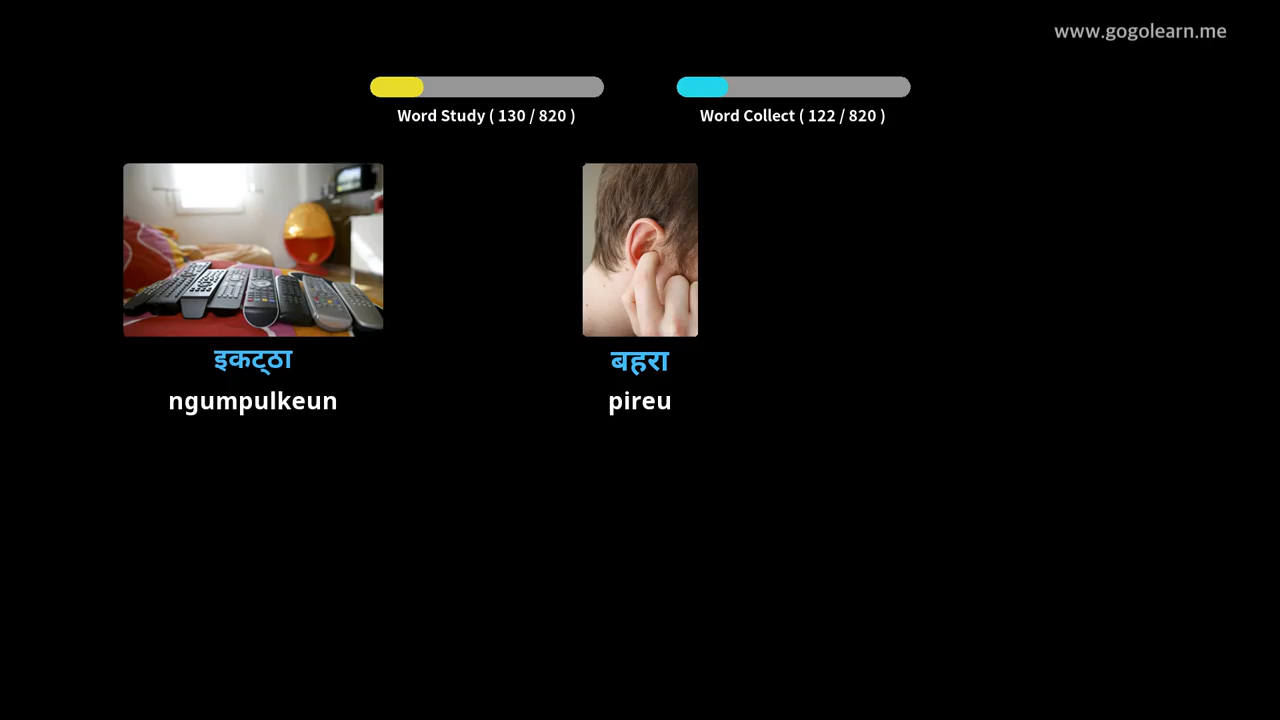 www.gogolearn.me
Word Study ( 130 / 820 )
Word Collect ( 122 / 820 )
इकट्ठा
ngumpulkeun
बहरा
pireu